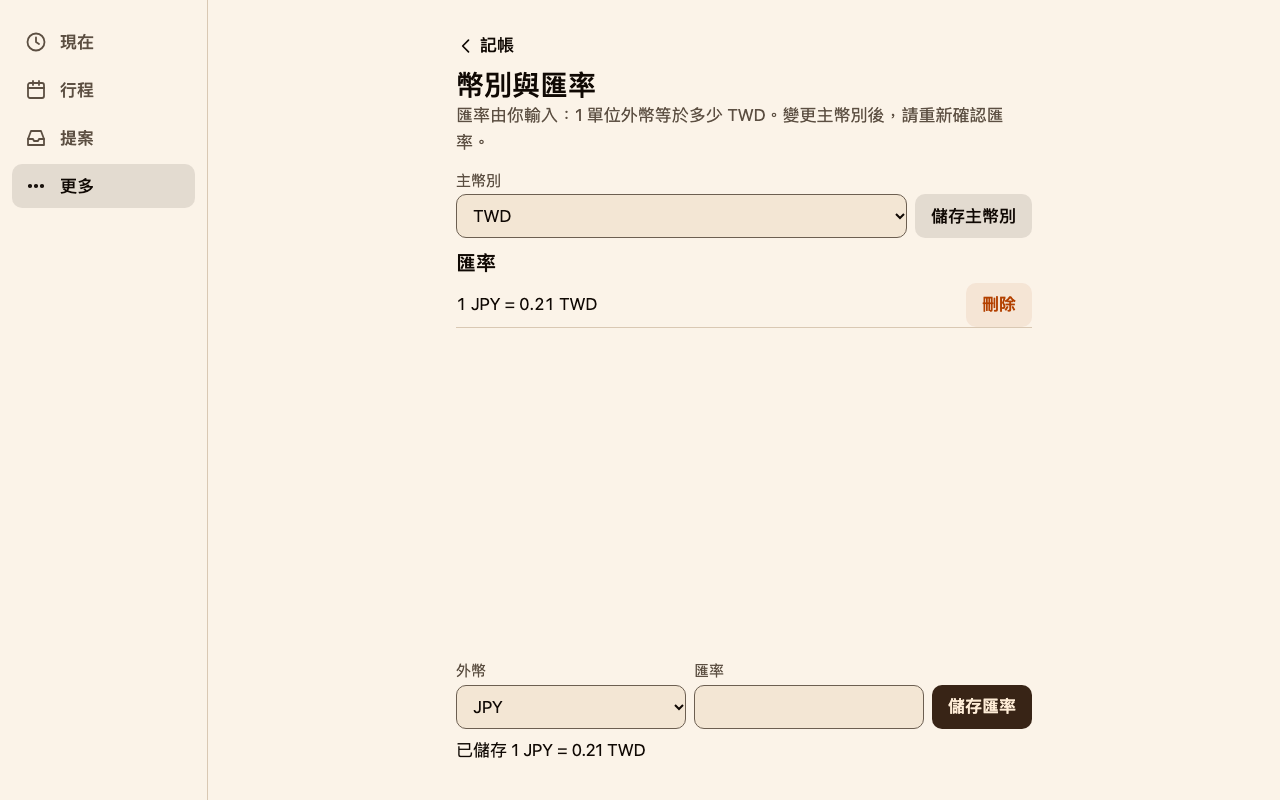 現在
行程
提案
更多
記帳
幣別與匯率
匯率由你輸入：1 單位外幣等於多少 TWD。變更主幣別後，請重新確認匯
率。
主幣別
TWD
儲存主幣別
匯率
1 JPY = 0.21 TWD
刪除
外幣
匯率
JPY
儲存匯率
已儲存 1 JPY = 0.21 TWD